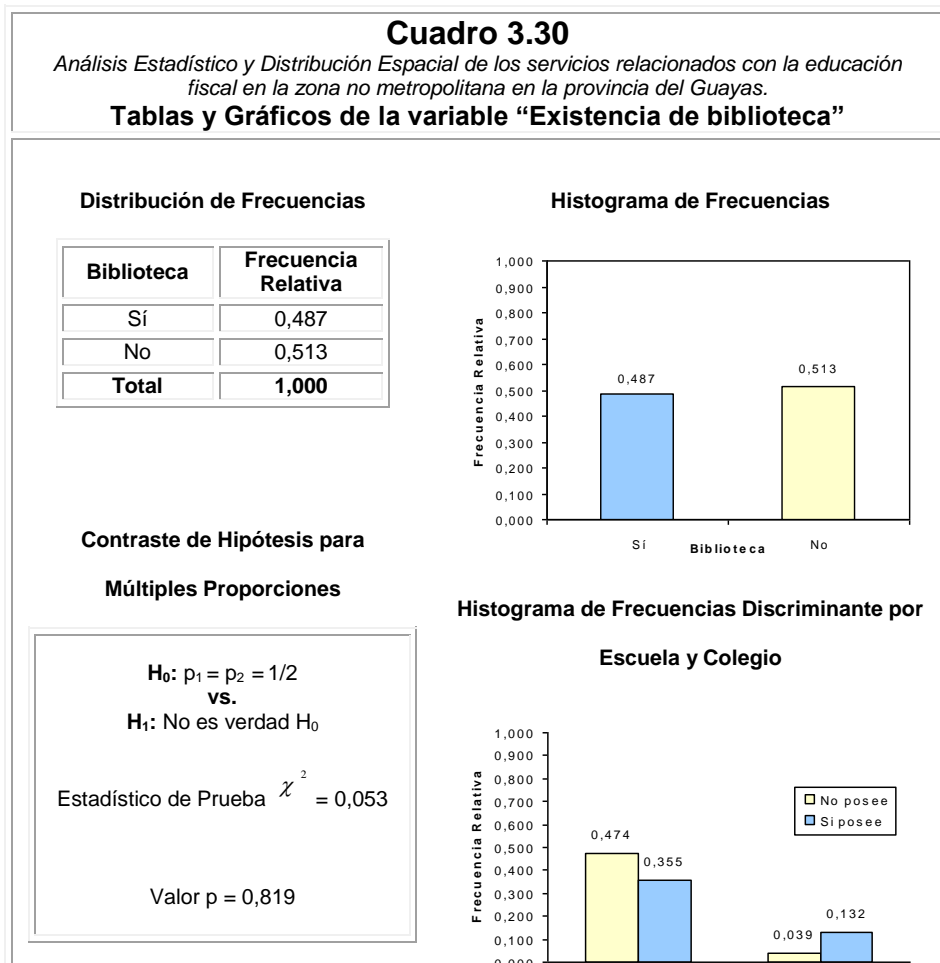 Cuadro 3.30
Análisis Estadístico y Distribución Espacial de los servicios relacionados con la educación
fiscal en la zona no metropolitana en la provincia del Guayas.
Tablas y Gráficos de la variable “Existencia de biblioteca”
Distribución de Frecuencias
Biblioteca Frecuencia Relativa
Sí 0,487
No 0,513
Total 1,000
Histograma de Frecuencias
Frecuencia Relativa
1,000
0,900
0,800
0,700
0,600
0,500
0,400
0,300
0,200
0,100
0,000
0,487
0,513
Sí Biblioteca No
Contraste de Hipótesis para
Múltiples Proporciones
H0: p1 = p2 = 1/2
vs.
H1: No es verdad H0
Estadístico de Prueba χ² = 0,053
Valor p = 0,819
Histograma de Frecuencias Discriminante por
Escuela y Colegio
Frecuencia Relativa
1,000
0,900
0,800
0,700
0,600
0,500
0,400
0,300
0,200
0,100
0,000
No posee
Si posee
0,474
0,355
0,039
0,132